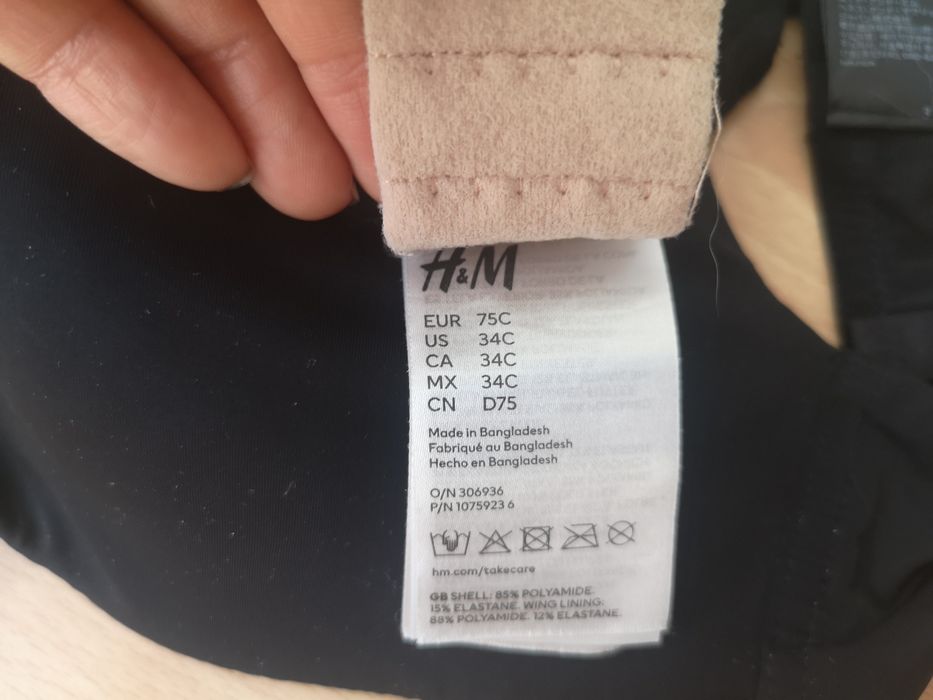 H&M
EUR 75C
US 34C
CA 34C
MX 34C
CN D75
Made in Bangladesh
Fabriqué au Bangladesh
Hecho en Bangladesh
O/N 306936
P/N 1075923 6
hm.com/takecare
GB SHELL: 85% POLYAMIDE.
15% ELASTANE. WING LINING:
88% POLYAMIDE. 12% ELASTANE.